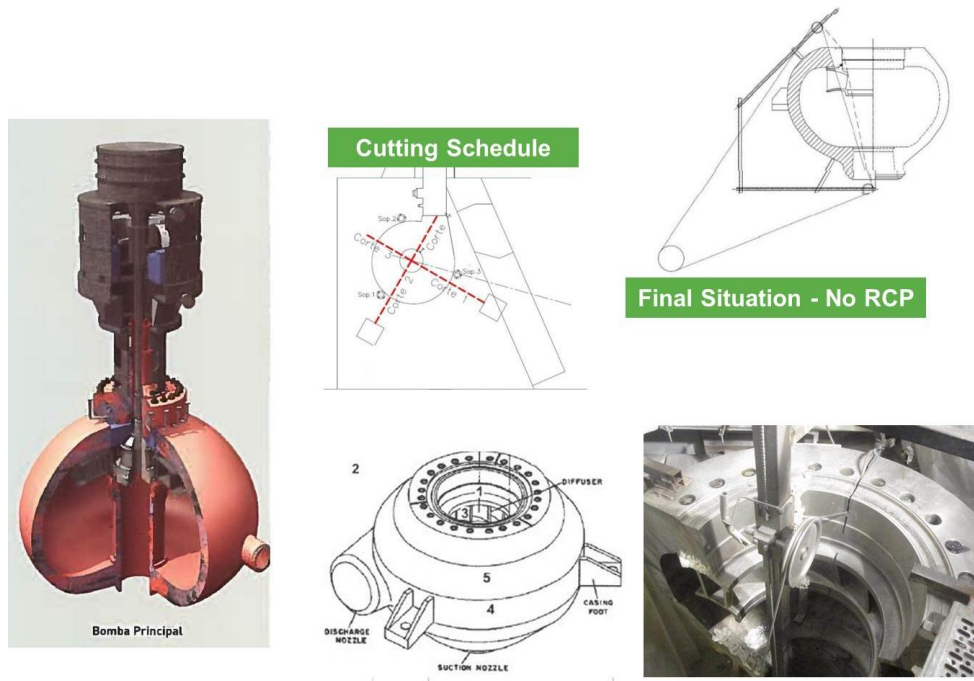 Cutting Schedule
Sop.2
Corte 3
Corte
Sop.3
Sop.1
Corte 2
Corte
Final Situation - No RCP
Bomba Principal
2
1
3
DIFFUSER
5
4
CASING
FOOT
DISCHARGE
NOZZLE
SUCTION NOZZLE